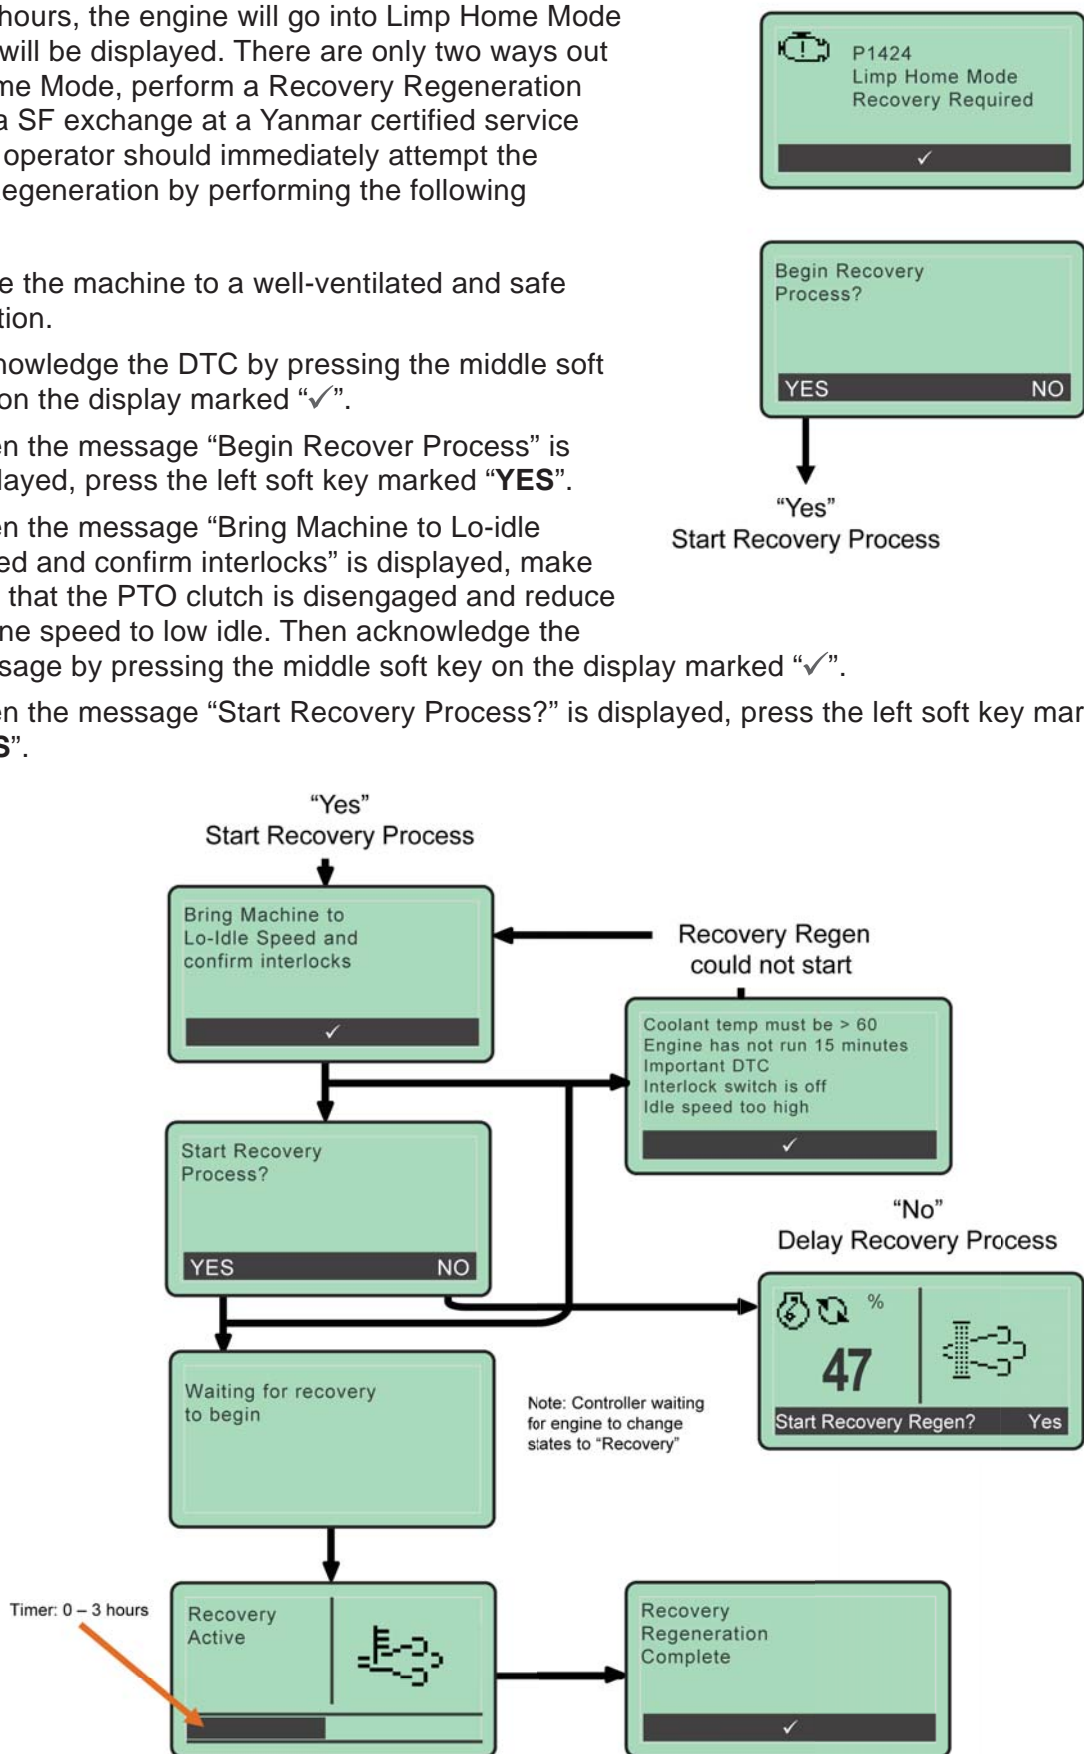 hours, the engine will go into Limp Home Mode
will be displayed. There are only two ways out
me Mode, perform a Recovery Regeneration
a SF exchange at a Yanmar certified service
operator should immediately attempt the
egeneration by performing the following
e the machine to a well-ventilated and safe
tion.
nowledge the DTC by pressing the middle soft
on the display marked “✓”.
en the message “Begin Recover Process” is
layed, press the left soft key marked “YES”.
en the message “Bring Machine to Lo-idle
ed and confirm interlocks” is displayed, make
that the PTO clutch is disengaged and reduce
ne speed to low idle. Then acknowledge the
sage by pressing the middle soft key on the display marked “✓”.
en the message “Start Recovery Process?” is displayed, press the left soft key mar
S”.
P1424
Limp Home Mode
Recovery Required
✓
Begin Recovery
Process?
YES NO
“Yes”
Start Recovery Process
“Yes”
Start Recovery Process
Bring Machine to
Lo-Idle Speed and
confirm interlocks
✓
Recovery Regen
could not start
Coolant temp must be > 60
Engine has not run 15 minutes
Important DTC
Interlock switch is off
Idle speed too high
✓
Start Recovery
Process?
YES NO
“No”
Delay Recovery Process
%
47
Start Recovery Regen? Yes
Waiting for recovery
to begin
Note: Controller waiting
for engine to change
states to “Recovery”
Timer: 0 – 3 hours
Recovery
Active
Recovery
Regeneration
Complete
✓